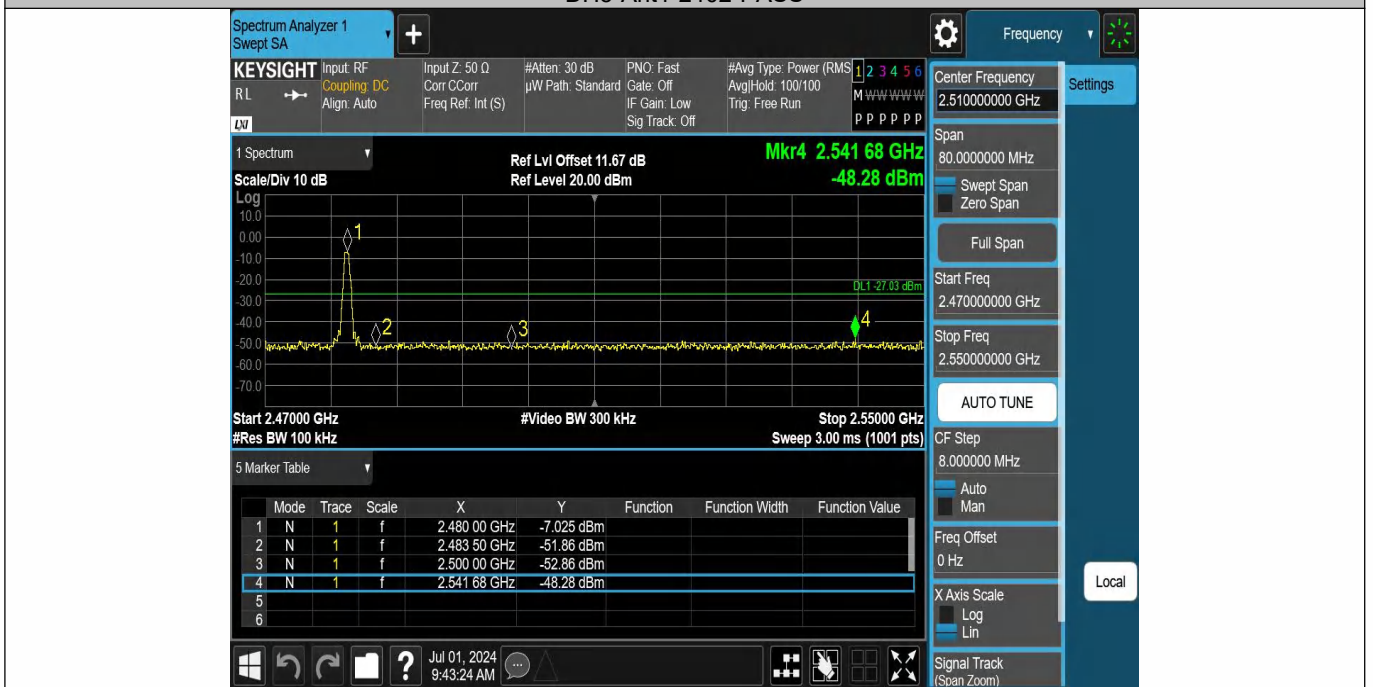 Spectrum Analyzer 1
Swept SA
+
Frequency
KEYSIGHT
RL
LXI
Input: RF
Coupling: DC
Align: Auto
Input Z: 50 Ω
Corr CCorr
Freq Ref: Int (S)
#Atten: 30 dB
µW Path: Standard
PNO: Fast
Gate: Off
IF Gain: Low
Sig Track: Off
#Avg Type: Power (RMS
Avg|Hold: 100/100
Trig: Free Run
1 2 3 4 5 6
M W W W W W
P P P P P P
1 Spectrum
Scale/Div 10 dB
Ref Lvl Offset 11.67 dB
Ref Level 20.00 dBm
Mkr4 2.541 68 GHz
-48.28 dBm
Log
10.0
0.00
-10.0
-20.0
-30.0
-40.0
-50.0
-60.0
-70.0
1
2
3
4
DL1 -27.03 dBm
Start 2.47000 GHz
#Res BW 100 kHz
#Video BW 300 kHz
Stop 2.55000 GHz
Sweep 3.00 ms (1001 pts)
5 Marker Table
Mode Trace Scale X Y Function Function Width Function Value
1 N 1 f 2.480 00 GHz -7.025 dBm
2 N 1 f 2.483 50 GHz -51.86 dBm
3 N 1 f 2.500 00 GHz -52.86 dBm
4 N 1 f 2.541 68 GHz -48.28 dBm
5
6
Jul 01, 2024
9:43:24 AM
?
Center Frequency
2.510000000 GHz
Settings
Span
80.0000000 MHz
Swept Span
Zero Span
Full Span
Start Freq
2.470000000 GHz
Stop Freq
2.550000000 GHz
AUTO TUNE
CF Step
8.000000 MHz
Auto
Man
Freq Offset
0 Hz
X Axis Scale
Log
Lin
Local
Signal Track
(Span Zoom)